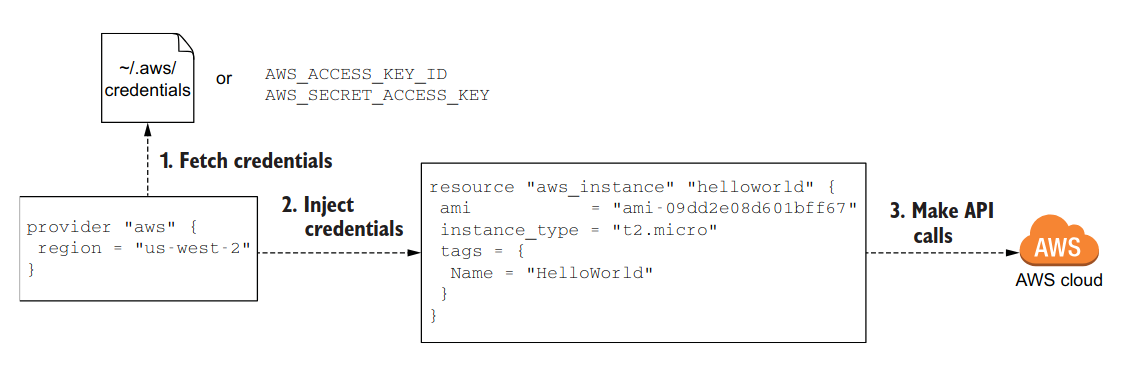 ~/.aws/
credentials
or
AWS_ACCESS_KEY_ID
AWS_SECRET_ACCESS_KEY
1. Fetch credentials
provider "aws" {
region = "us-west-2"
}
2. Inject
credentials
resource "aws_instance" "helloworld" {
ami = "ami-09dd2e08d601bff67"
instance_type = "t2.micro"
tags = {
Name = "HelloWorld"
}
}
3. Make API
calls
AWS
AWS cloud